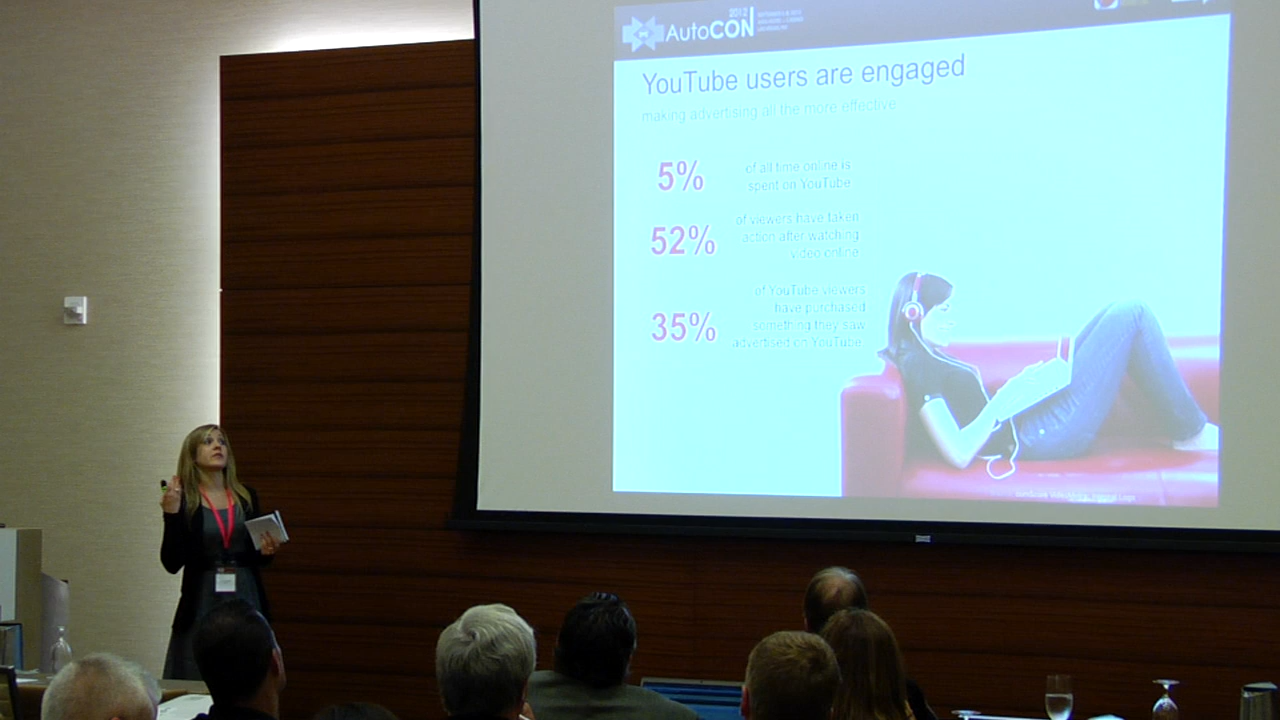 2012
AutoCON
YouTube users are engaged
making advertising all the more effective
5%
of all time online is
spent on YouTube
52%
of viewers have taken
action after watching
video online
35%
of YouTube viewers
have purchased
something they saw
advertised on YouTube